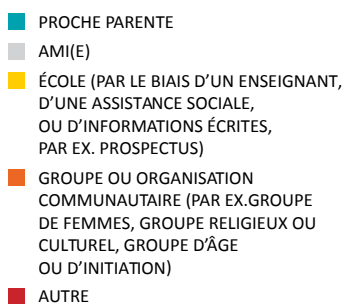 PROCHE PARENTE
AMI(E)
ÉCOLE (PAR LE BIAIS D'UN ENSEIGNANT,
D'UNE ASSISTANCE SOCIALE,
OU D'INFORMATIONS ÉCRITES,
PAR EX. PROSPECTUS)
GROUPE OU ORGANISATION
COMMUNAUTAIRE (PAR EX.GROUPE
DE FEMMES, GROUPE RELIGIEUX OU
CULTUREL, GROUPE D'ÂGE
OU D'INITIATION)
AUTRE